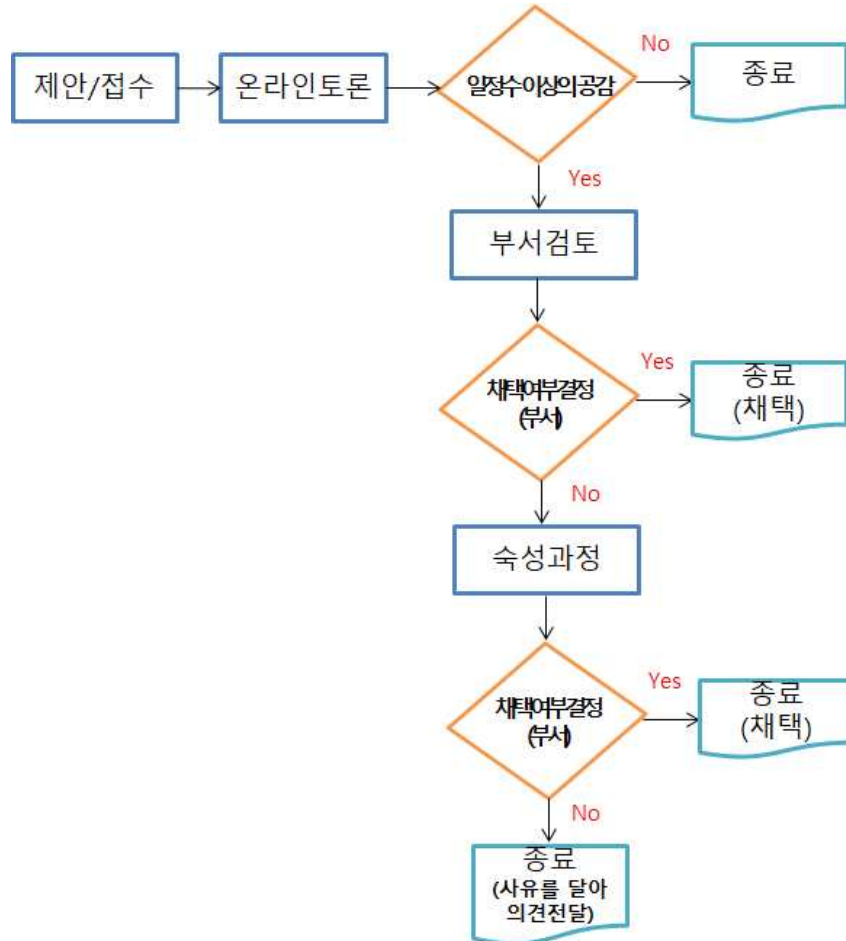 제안/접수
온라인토론
일정수이상의공감
No
종료
Yes
부서검토
채택여부결정
(부서)
Yes
종료
(채택)
No
숙성과정
채택여부결정
(부서)
Yes
종료
(채택)
No
종료
(사유를 달아
의견전달)